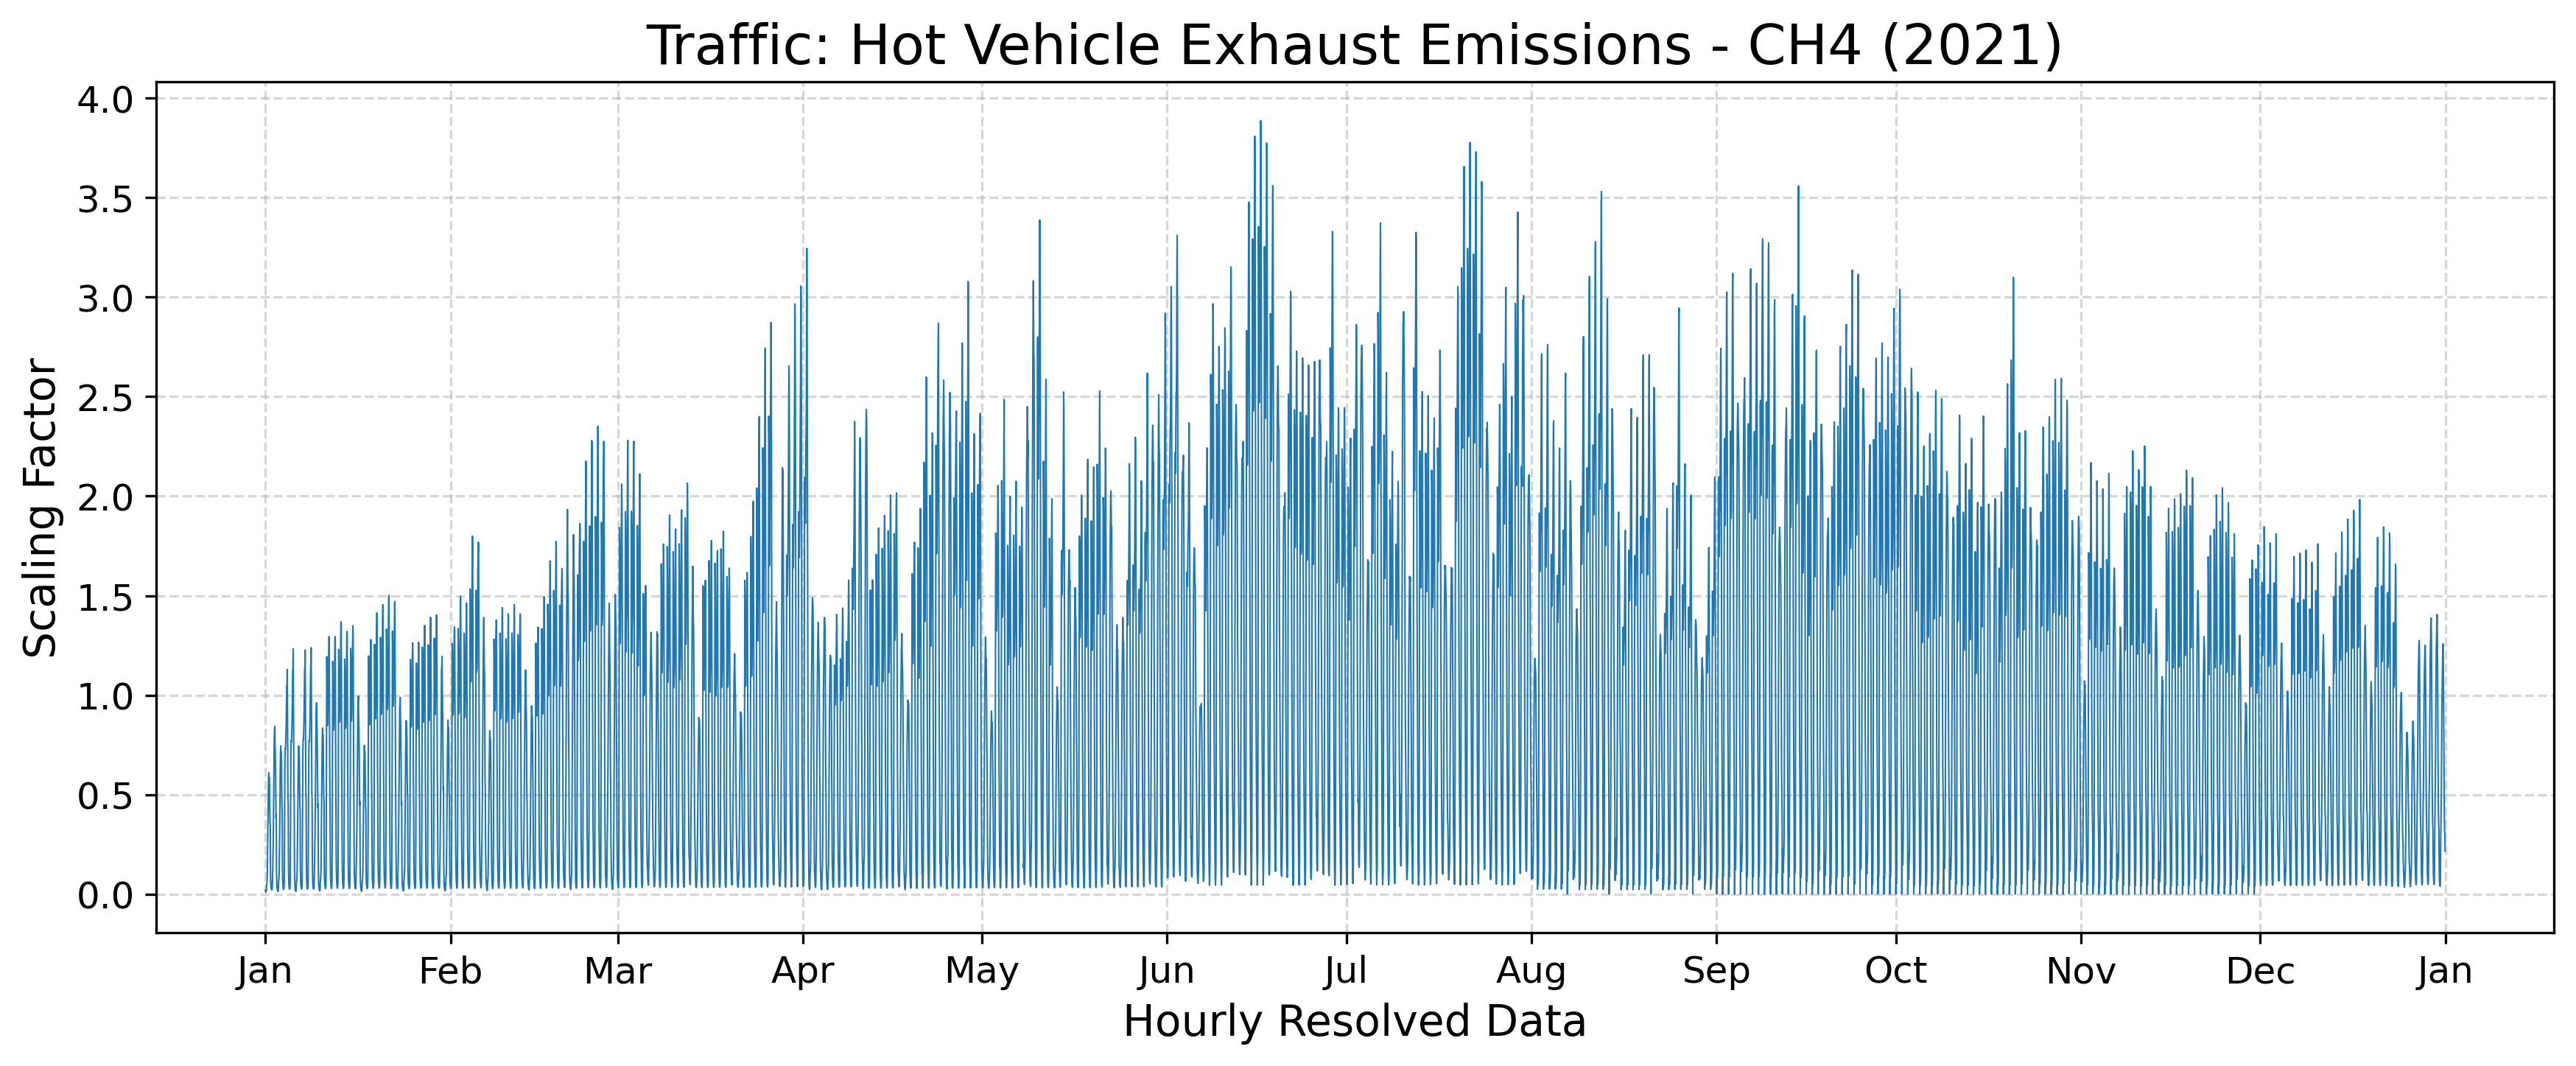 Traffic: Hot Vehicle Exhaust Emissions - CH4 (2021)
Scaling Factor
4.0
3.5
3.0
2.5
2.0
1.5
1.0
0.5
0.0
Jan Feb Mar Apr May Jun Jul Aug Sep Oct Nov Dec Jan
Hourly Resolved Data